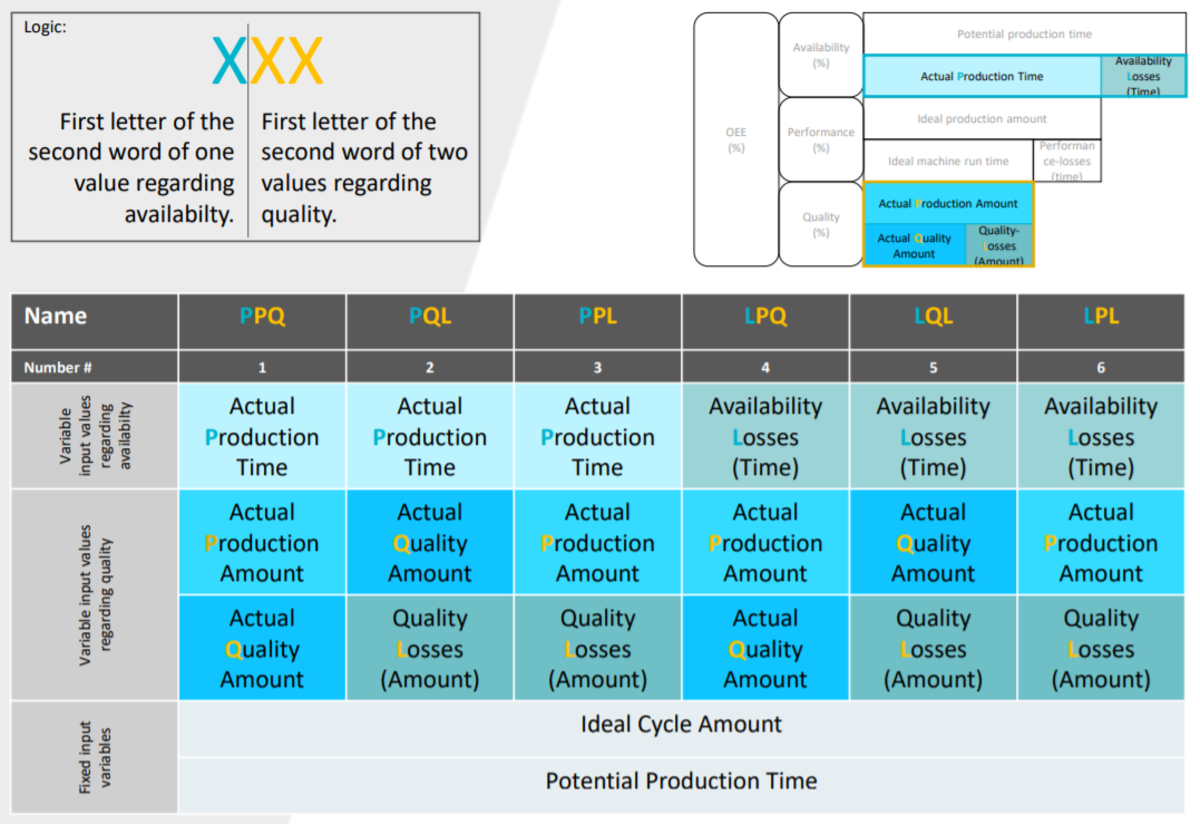 Logic:
XXX
First letter of the
second word of one
value regarding
availabilty.
First letter of the
second word of two
values regarding
quality.
OEE
(%)
Availability
(%)
Potential production time
Actual Production Time
Availability
Losses
(Time)
Performance
(%)
Ideal production amount
Ideal machine run time
Performan
ce-losses
(time)
Quality
(%)
Actual Production Amount
Actual Quality
Amount
Quality-
Losses
(Amount)
Name PPQ PQL PPL LPQ LQL LPL
Number # 1 2 3 4 5 6
Variable
input values
regarding
availabilty
Actual Actual Actual Availability Availability Availability
Production Production Production Losses Losses Losses
Time Time Time (Time) (Time) (Time)
Variable input values
regarding quality
Actual Actual Actual Actual Actual Actual
Production Quality Production Production Quality Production
Amount Amount Amount Amount Amount Amount
Actual Quality Quality Actual Quality Quality
Quality Losses Losses Quality Losses Losses
Amount (Amount) (Amount) Amount (Amount) (Amount)
Fixed input
variables
Ideal Cycle Amount
Potential Production Time